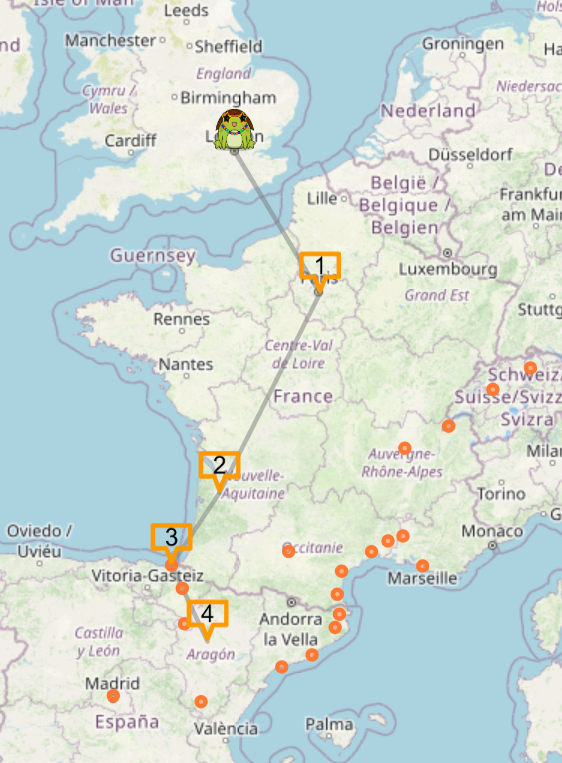 Isle of Man
Leeds
Manchester
Sheffield
England
Groningen
Cymru /
Wales
Birmingham
Niedersac
Nederland
Cardiff
Düsseldorf
België /
Belgique /
Belgien
Lille
Frankfur
am Mair
Guernsey
1
Luxembourg
Grand Est
Stuttg
Rennes
Centre-Val
de Loire
Nantes
France
Schweiz/
Suisse/Svizz
Svizra
2
Nouvelle-
Aquitaine
Auvergne-
Rhône-Alpes
Milan
Torino
Oviedo /
Uviéu
3
Occitanie
Monaco
Vitoria-Gasteiz
Marseille
4
Andorra
la Vella
Castilla
y León
Aragón
Madrid
España
València
Palma